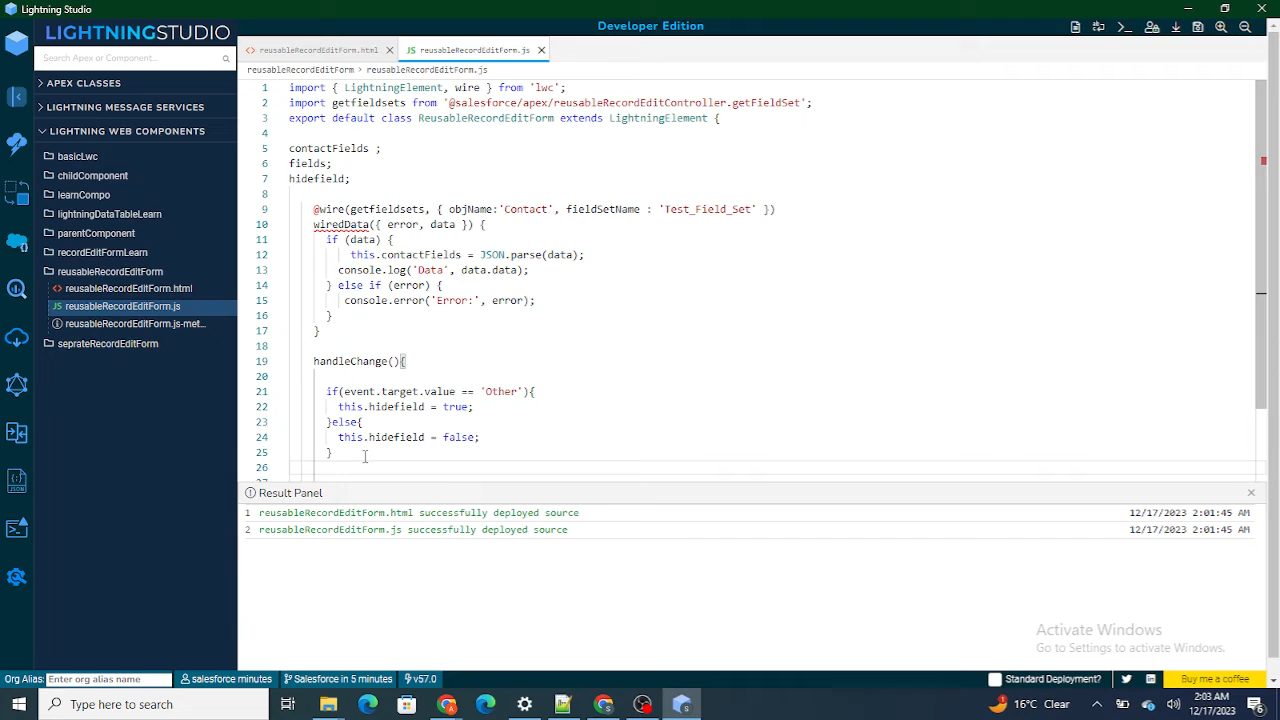 Lightning Studio
LIGHTNINGSTUDIO
Developer Edition
Search Apex or Component...
APEX CLASSES
LIGHTNING MESSAGE SERVICES
LIGHTNING WEB COMPONENTS
basicLwc
childCompont
learnCompo
lightningDataTableLearn
parentComponent
recordEditFormLearn
reusableRecordEditForm
<> reusableRecordEditForm.html
JS reusableRecordEditForm.js
reusableRecordEditForm.js-met...
seprateRecordEditForm
<> reusableRecordEditForm.html
JS reusableRecordEditForm.js
reusableRecordEditForm > reusableRecordEditForm.js
1 import { LightningElement, wire } from 'lwc';
2 import getfieldsets from '@salesforce/apex/reusableRecordEditController.getFieldSet';
3 export default class ReusableRecordEditForm extends LightningElement {
4
5 contactFields ;
6 fields;
7 hidefield;
8
9 @wire(getfieldsets, { objName:'Contact', fieldSetName : 'Test_Field_Set' })
10 wiredData({ error, data }) {
11 if (data) {
12 this.contactFields = JSON.parse(data);
13 console.log('Data', data.data);
14 } else if (error) {
15 console.error('Error:', error);
16 }
17 }
18
19 handleChange(){
20
21 if(event.target.value == 'Other'){
22 this.hidefield = true;
23 }else{
24 this.hidefield = false;
25 }
26
27
Result Panel
1 reusableRecordEditForm.html successfully deployed source 12/17/2023 2:01:45 AM
2 reusableRecordEditForm.js successfully deployed source 12/17/2023 2:01:45 AM
Activate Windows
Go to Settings to activate Windows.
Org Alias: Enter org alias name salesforce minutes Salesforce in 5 minutes v57.0 Standard Deployment? Buy me a coffee
Type here to search
1 16°C Clear
2:03 AM
12/17/2023
6